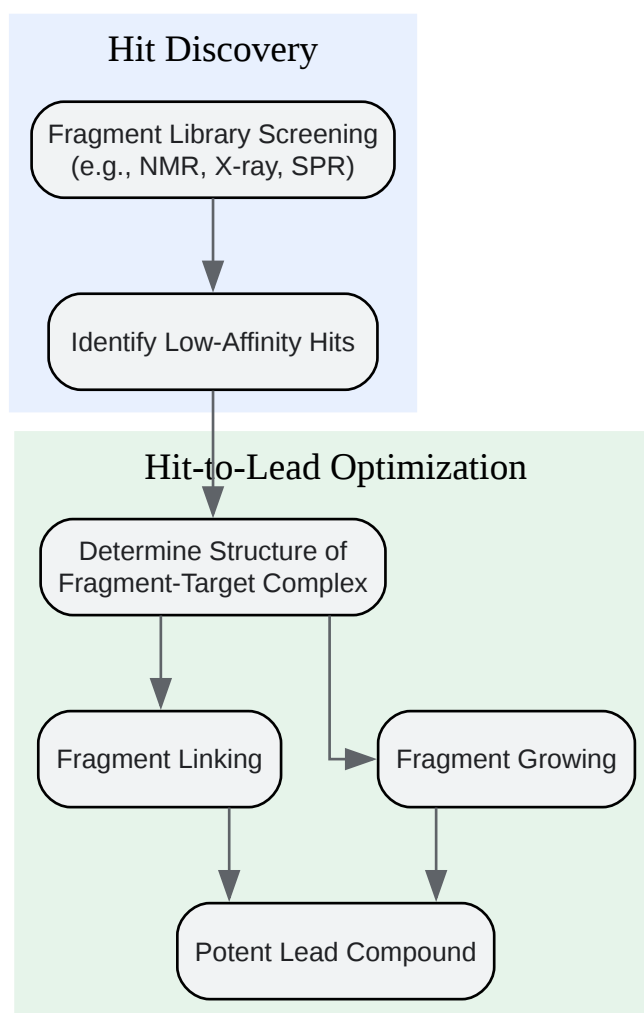 Hit Discovery
Fragment Library Screening
(e.g., NMR, X-ray, SPR)
Identify Low-Affinity Hits
Hit-to-Lead Optimization
Determine Structure of
Fragment-Target Complex
Fragment Linking
Fragment Growing
Potent Lead Compound